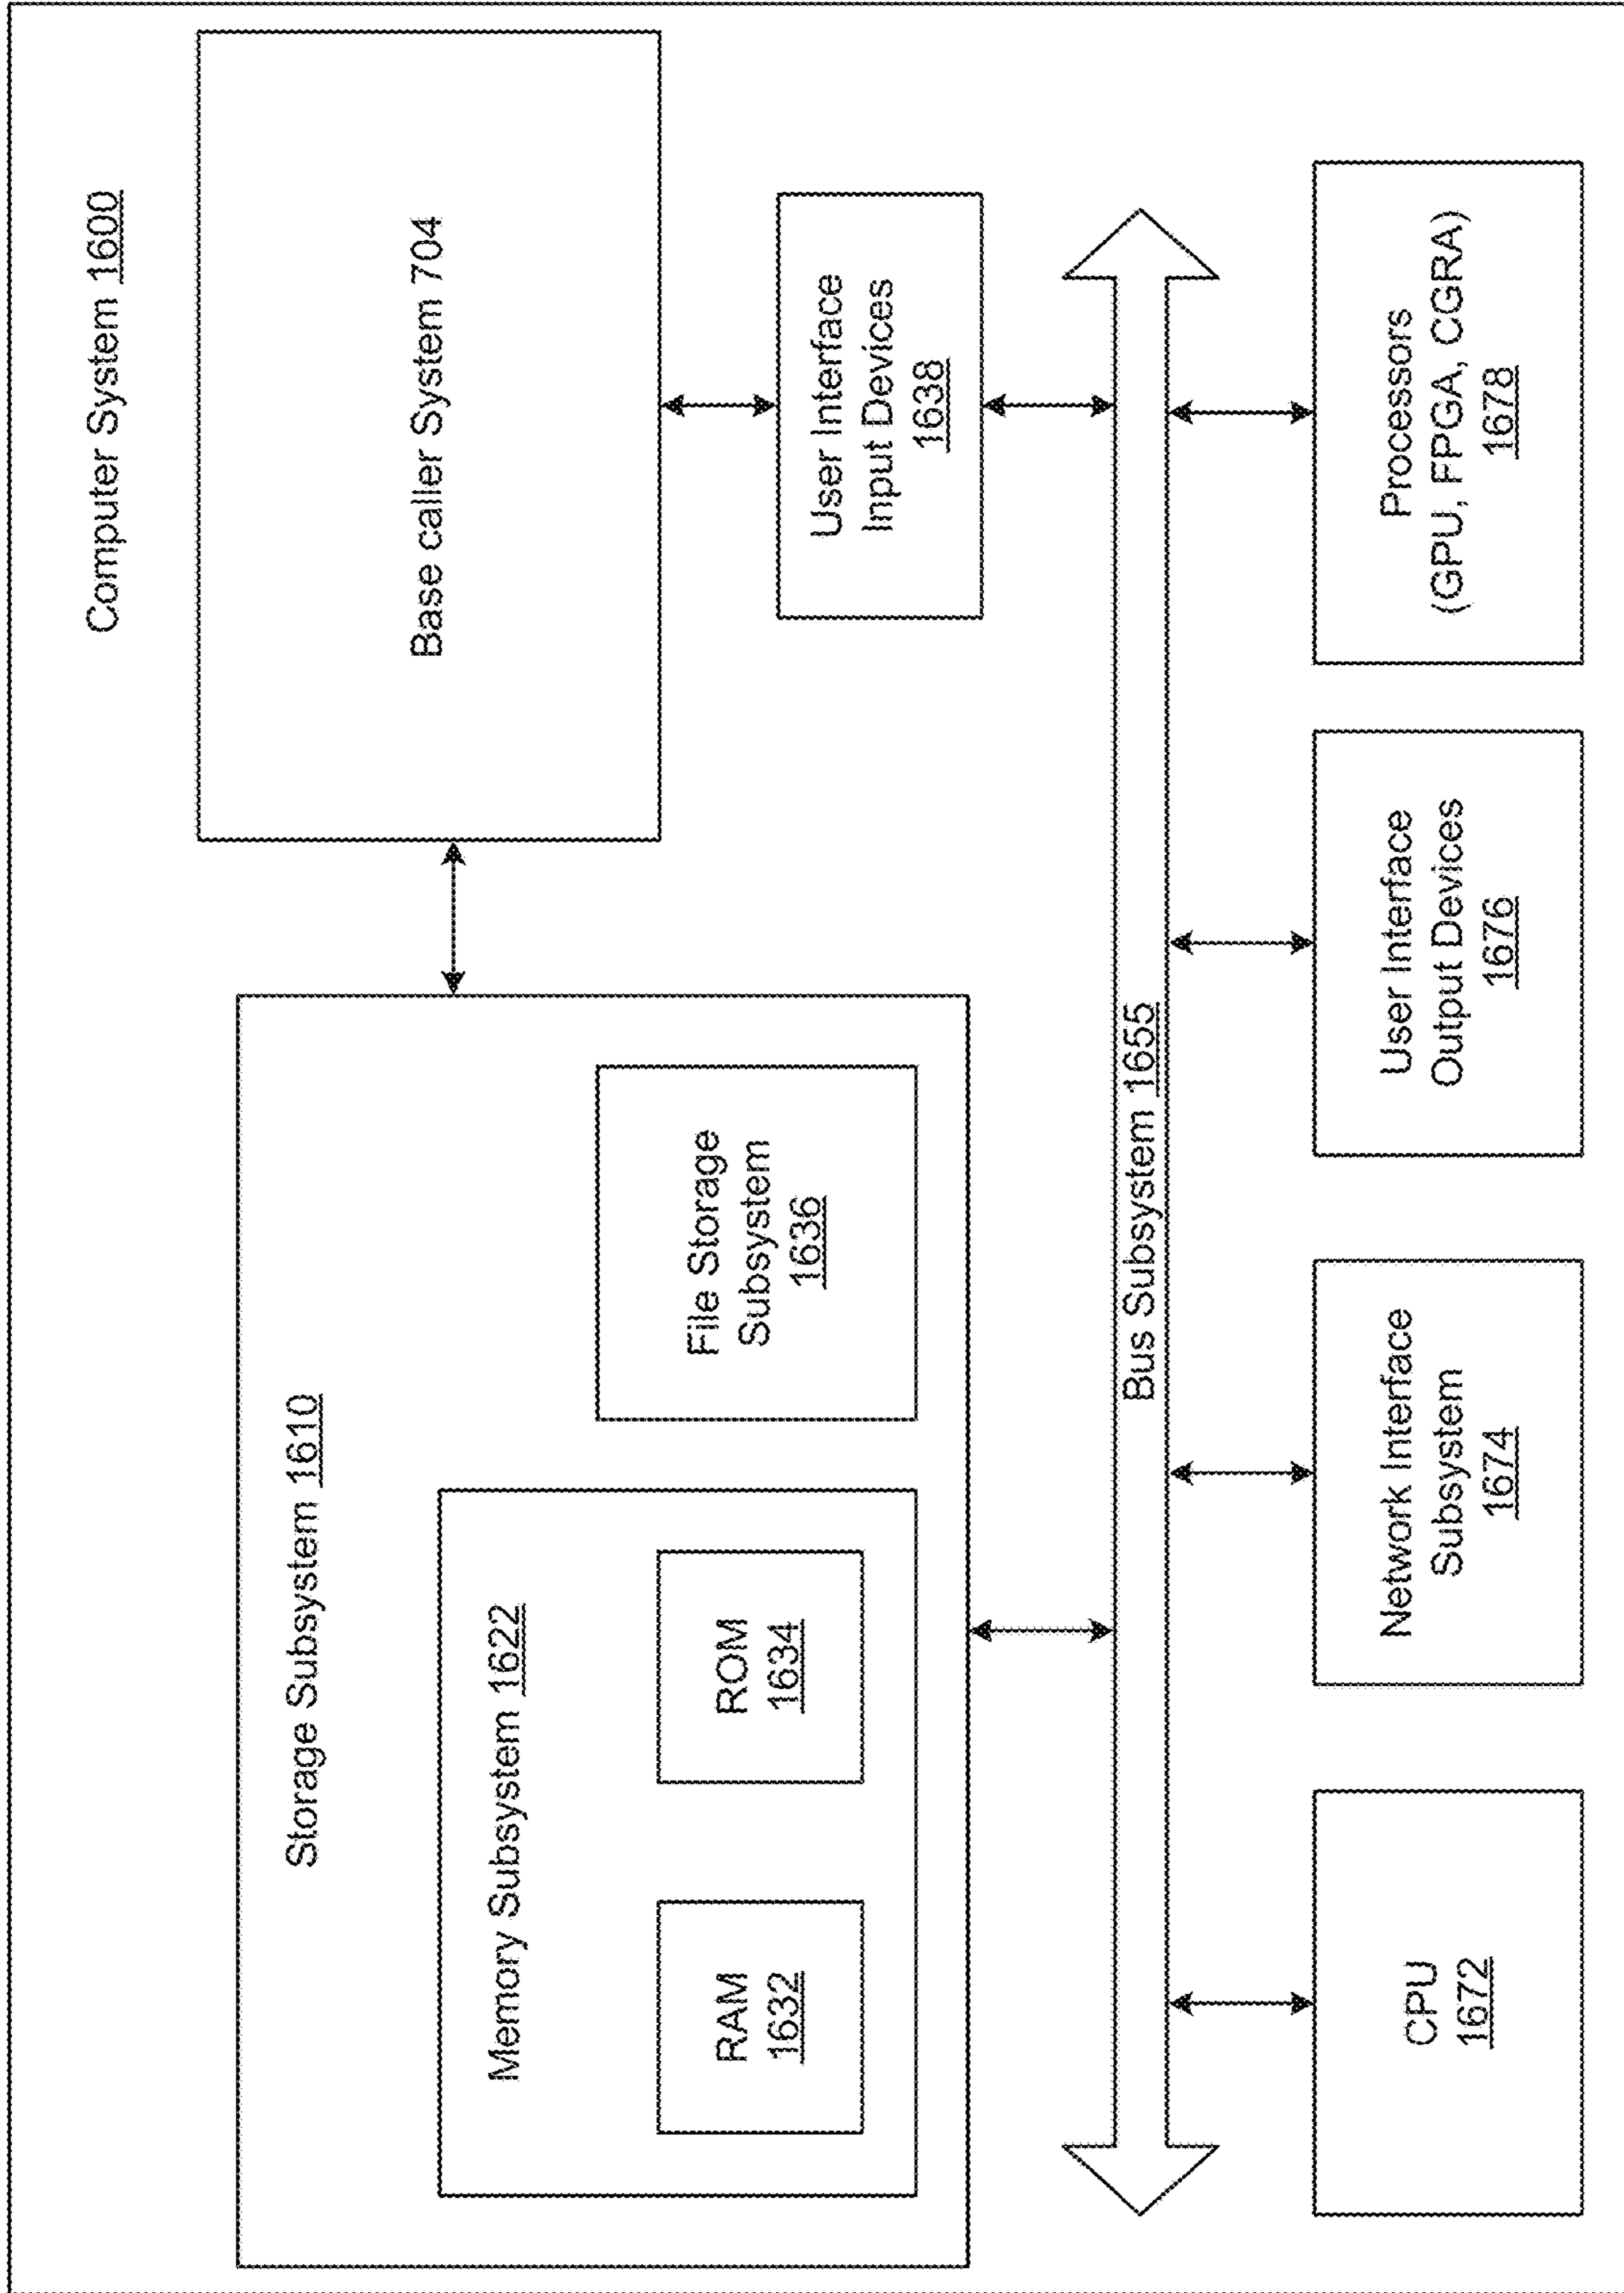 Computer System 1600
Storage Subsystem 1610
Memory Subsystem 1622
RAM
1632
ROM
1634
File Storage
Subsystem
1636
Base caller System 704
User Interface
Input Devices
1638
Bus Subsystem 1655
CPU
1672
Network Interface
Subsystem
1674
User Interface
Output Devices
1676
Processors
(GPU, FPGA, CGRA)
1678